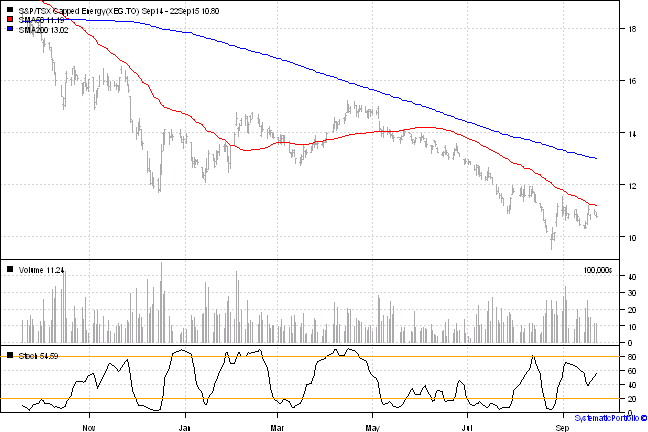 S&P/TSX Capped Energy(XEG.TO) Sep14 - 22Sep15 10.80
SMA50 11.19
SMA200 13.02
18
16
14
12
10
Volume 11.24
100,000s
40
30
20
10
0
Stoch 54.59
80
60
40
20
0
Nov
Jan
Mar
May
Jul
Sep
SystematicPortfolio ©